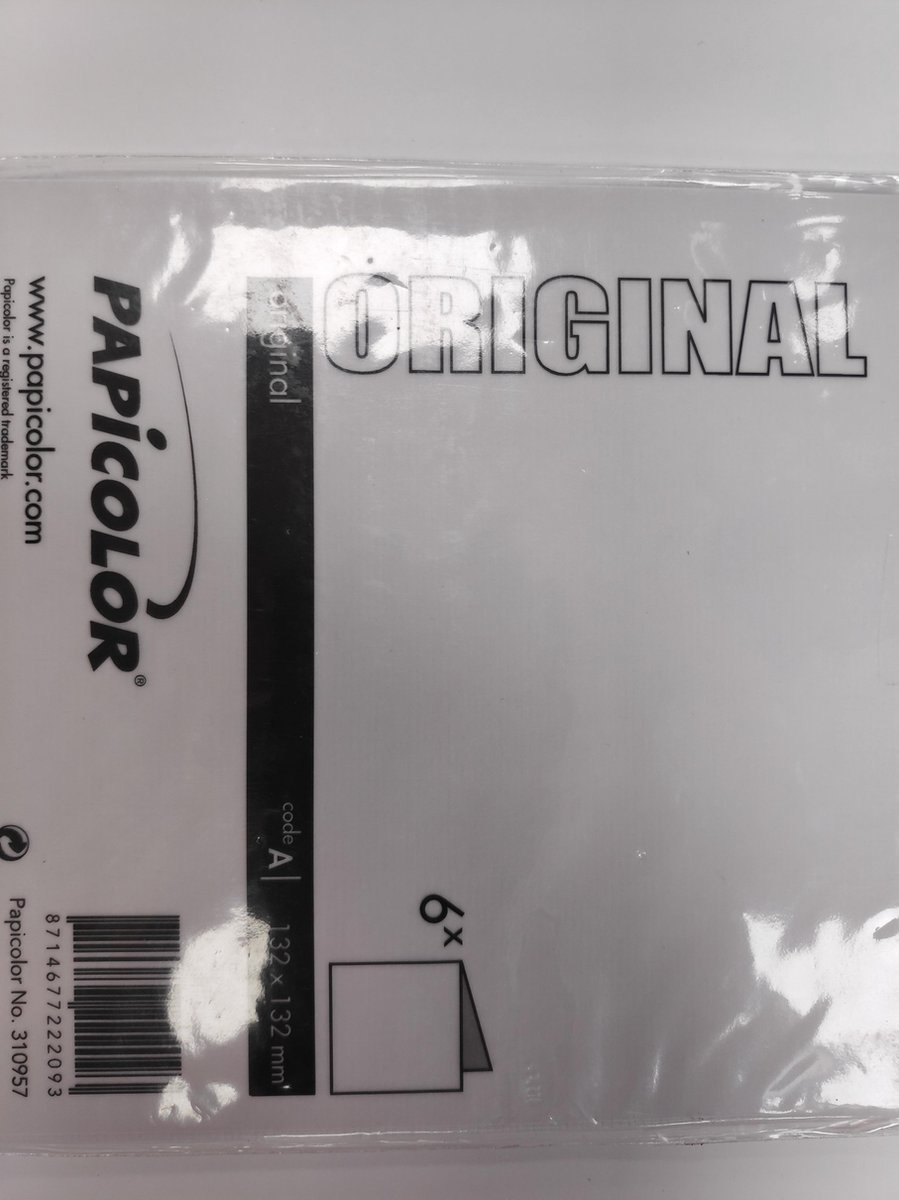 ORIGINAL
original
code A | 132 x 132 mm
6x
PAPiCOLOR®
www.papicolor.com
Papicolor is a registered trademark
8714677222093
Papicolor No. 310957